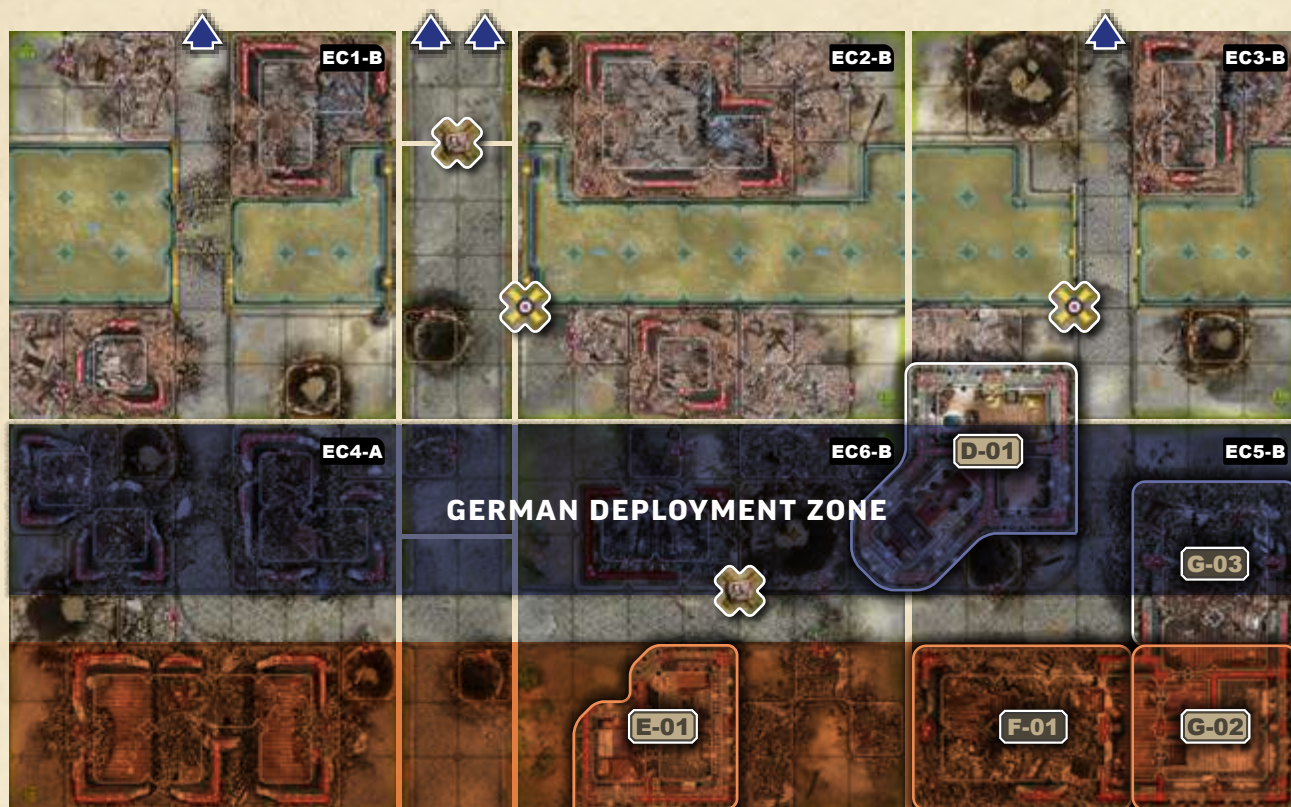 EC1-B
EC2-B
EC3-B
EC4-A
EC6-B
D-01
EC5-B
GERMAN DEPLOYMENT ZONE
G-03
E-01
F-01
G-02